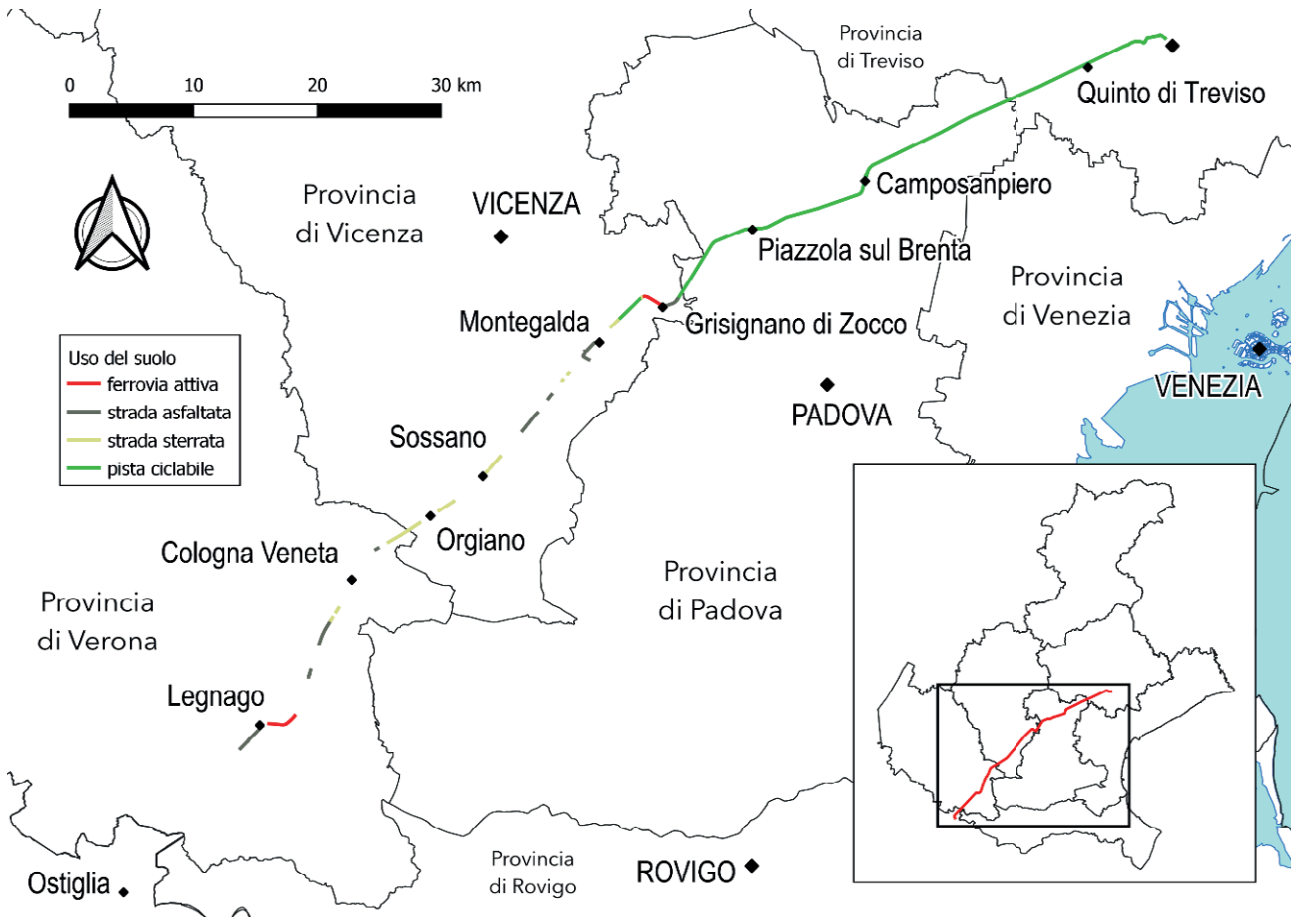 Provincia
di Treviso
0
10
20
30 km
Quinto di Treviso
Provincia
di Vicenza
VICENZA
Camposanpiero
Piazzola sul Brenta
Provincia
di Venezia
Montegalda
Grisignano di Zocco
VENEZIA
Uso del suolo
ferrovia attiva
strada asfaltata
strada sterrata
pista ciclabile
PADOVA
Sossano
Orgiano
Cologna Veneta
Provincia
di Verona
Provincia
di Padova
Legnago
Provincia
di Rovigo
ROVIGO
Ostiglia